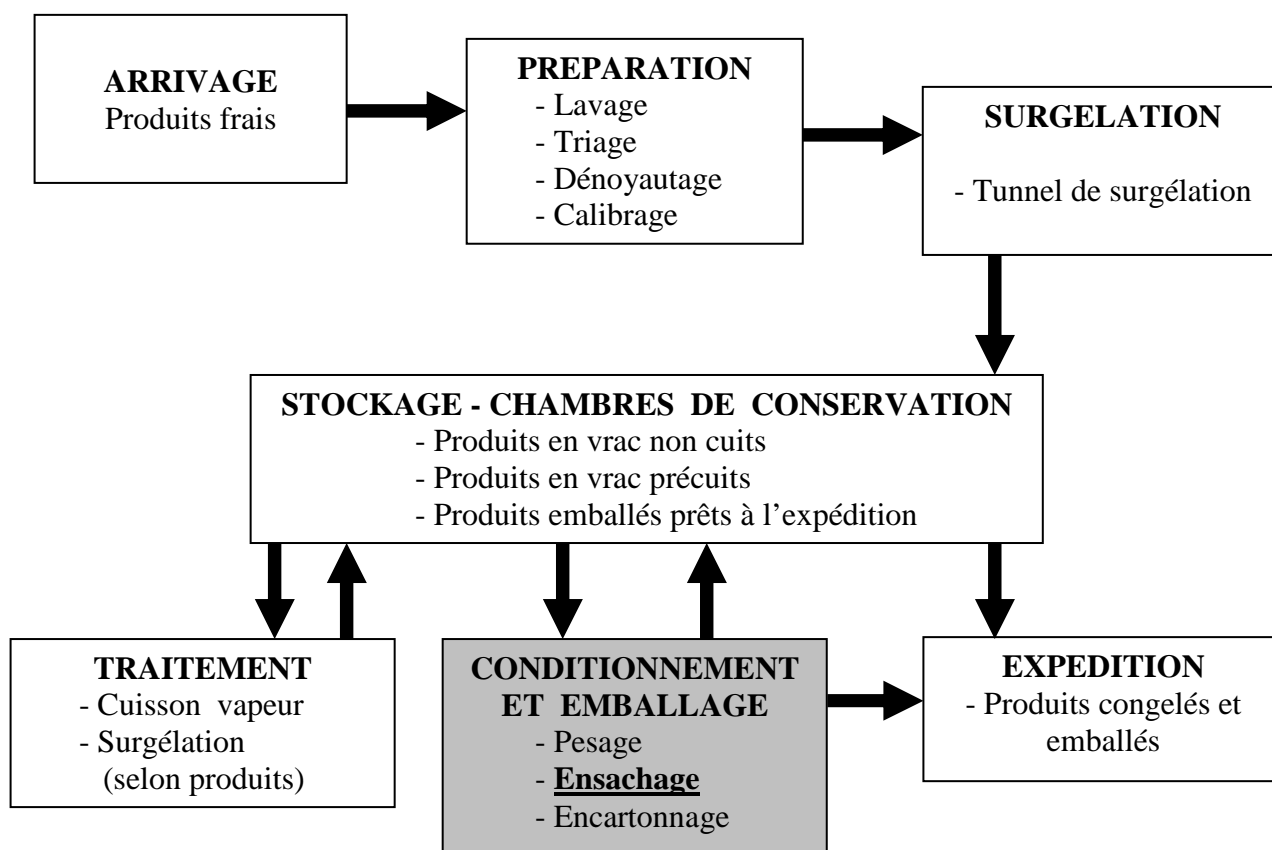 ARRIVAGE
Produits frais
PREPARATION
- Lavage
- Triage
- Dénoyautage
- Calibrage
SURGELATION
- Tunnel de surgélation
STOCKAGE - CHAMBRES DE CONSERVATION
- Produits en vrac non cuits
- Produits en vrac précuits
- Produits emballés prêts à l’expédition
TRAITEMENT
- Cuisson vapeur
- Surgélation
(selon produits)
CONDITIONNEMENT
ET EMBALLAGE
- Pesage
- Ensachage
- Encartonnage
EXPEDITION
- Produits congelés et
emballés